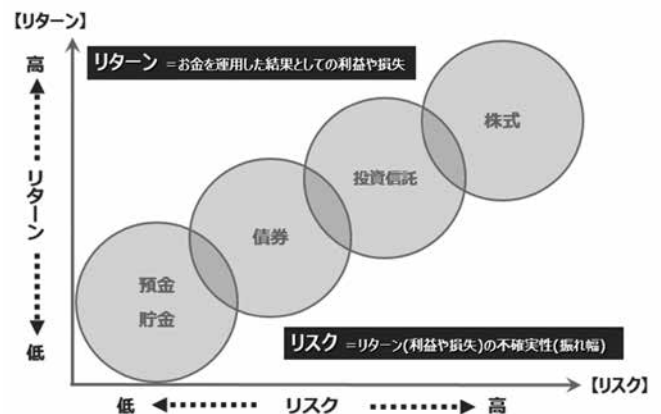 【リターン】
高
リターン
低
リターン =お金を運用した結果としての利益や損失
株式
投資信託
債券
預金
貯金
リスク =リターン(利益や損失)の不確実性(振れ幅)
【リスク】
低 リスク 高